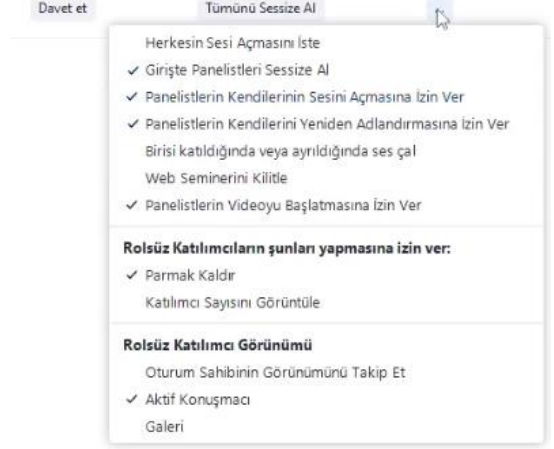 Davet et
Tümünü Sessize Al
Herkesin Sesi Açmasını İste
✓ Girişte Panelistleri Sessize Al
✓ Panelistlerin Kendilerinin Sesini Açmasına İzin Ver
✓ Panelistlerin Kendilerini Yeniden Adlandırmasına İzin Ver
Birisi katıldığında veya ayrıldığında ses çal
Web Seminerini Kilitle
✓ Panelistlerin Videoyu Başlatmasına İzin Ver
Rolsüz Katılımcıların şunları yapmasına izin ver:
✓ Parmak Kaldır
Katılımcı Sayısını Görüntüle
Rolsüz Katılımcı Görünümü
Oturum Sahibinin Görünümünü Takip Et
✓ Aktif Konuşmacı
Galeri